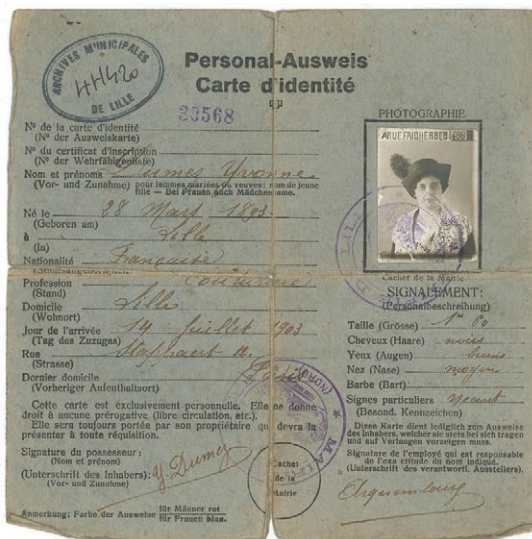 ARCHIVES MUNICIPALES
4H420
DE LILLE
Personal-Ausweis
Carte d'identité
N° de la carte d'identité
(N° der Ausweiskarte)
N° du certificat d'inscription
(N° der Wehrfähigenliste)
Nom et prénoms Yvonne
(Vor- und Zunahme) pour femmes mariées ou veuves: nom de jeune
fille — Bei Frauen auch Mädchenname.
Né le 28 Mars 1893
(Geboren am)
à Lille
(In)
Nationalité Française
(Staatsangehörigkeit)
Profession Couturière
(Stand)
Domicile Lille
(Wohnort)
Jour de l'arrivée 14 Juillet 1903
(Tag des Zuzuges)
Rue
(Strasse)
Dernier domicile
(Vorheriger Aufenthaltsort)
Cette carte est exclusivement personnelle. Elle ne donne
droit à aucune prérogative (libre circulation, etc.).
Elle sera toujours portée par son propriétaire qui devra la
présenter à toute réquisition.
Signature du possesseur:
(Nom et prénom)
(Unterschrift des Inhabers):
(Vor- und Zunahme)
Y. Dumez
Cachet
de la
Mairie
Anmerkung: Farbe der Ausweise für Männer rot
für Frauen blau.
PHOTOGRAPHIE
RUE FAIDHERBE
Cachet de la Mairie
SIGNALEMENT:
(Personalbeschreibung)
Taille (Grösse) 1m 60
Cheveux (Haare) noirs
Yeux (Augen) bruns
Nez (Nase) moyen
Barbe (Bart)
Signes particuliers néant
(Besond. Kennzeichen)
Diese Karte dient lediglich zum Ausweise
des Inhabers, welcher sie stets bei sich tragen
und auf Verlangen vorzeigen muss.
Signature de l'employé qui est responsable
de l'exactitude du nom indiqué.
(Unterschrift des verantwortl. Ausstellers).